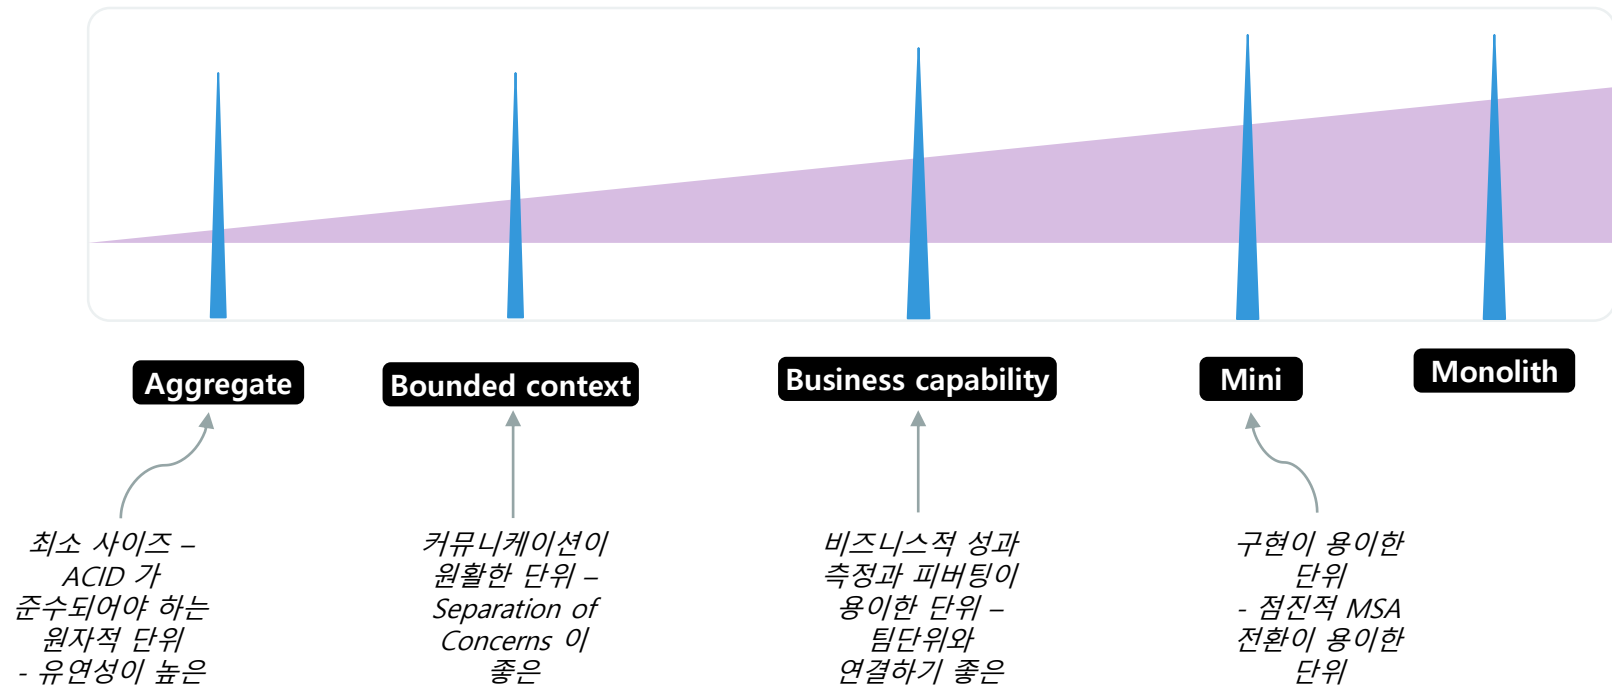 Aggregate
Bounded context
Business capability
Mini
Monolith
최소 사이즈 –
ACID 가
준수되어야 하는
원자적 단위
- 유연성이 높은
커뮤니케이션이
원활한 단위 –
Separation of
Concerns 이
좋은
비즈니스적 성과
측정과 피버팅이
용이한 단위 –
팀단위와
연결하기 좋은
구현이 용이한
단위
- 점진적 MSA
전환이 용이한
단위